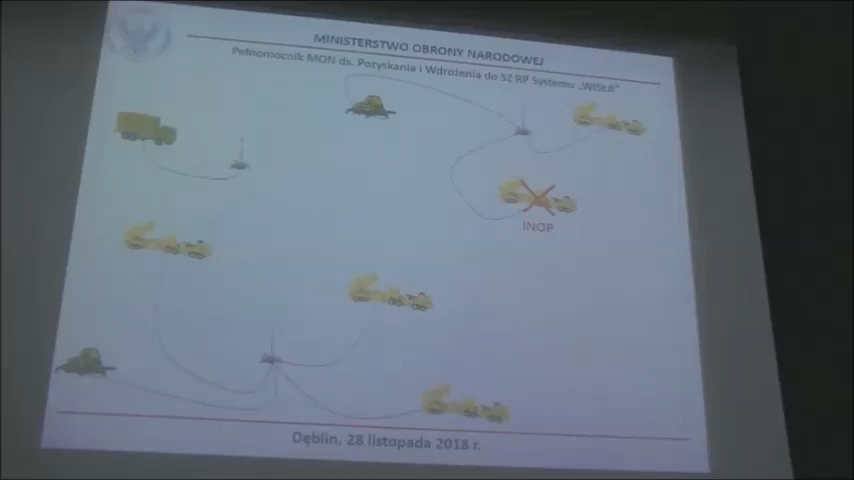 MINISTERSTWO OBRONY NARODOWEJ
Pełnomocnik MON ds. Pozyskania i Wdrożenia do SZ RP Systemu „WISŁA”
INOP
Dęblin, 28 listopada 2018 r.